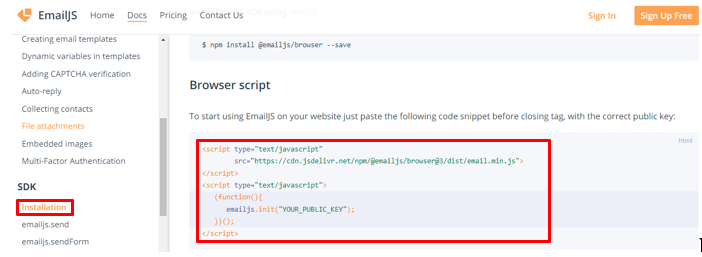 EmailJS
Home
Docs
Pricing
Contact Us
Sign In
Sign Up Free
Creating email templates
Dynamic variables in templates
Adding CAPTCHA verification
Auto-reply
Collecting contacts
File attachments
Embedded images
Multi-Factor Authentication
SDK
Installation
emailjs.send
emailjs.sendForm
$ npm install @emailjs/browser --save
Browser script
To start using EmailJS on your website just paste the following code snippet before closing tag, with the correct public key:
html
<script type="text/javascript"
src="https://cdn.jsdelivr.net/npm/@emailjs/browser@3/dist/email.min.js">
</script>
<script type="text/javascript">
(function(){
emailjs.init("YOUR_PUBLIC_KEY");
})();
</script>